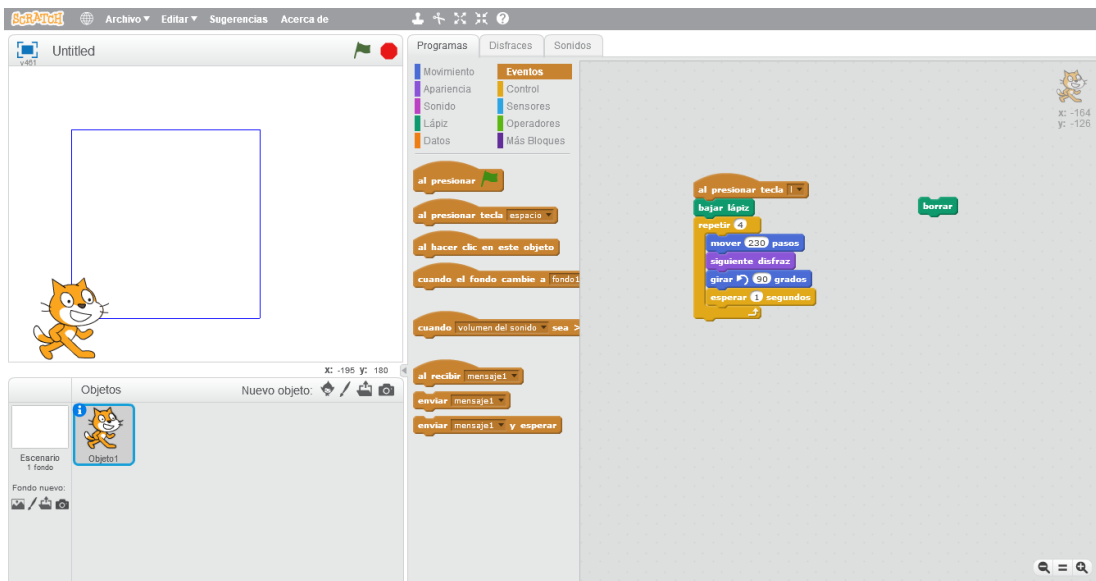 SCRATCH Archivo Editar Sugerencias Acerca de
Untitled
v461
X: -195 Y: 180
Objetos
Nuevo objeto:
Escenario
1 fondo
Objeto1
Fondo nuevo:
Programas Disfraces Sonidos
Movimiento Eventos
Apariencia Control
Sonido Sensores
Lápiz Operadores
Datos Más Bloques
al presionar
al presionar tecla espacio
al hacer clic en este objeto
cuando el fondo cambie a fondo1
cuando volumen del sonido sea >
al recibir mensaje1
enviar mensaje1
enviar mensaje1 y esperar
x: -164
y: -126
al presionar tecla l
bajar lápiz
repetir 4
mover 230 pasos
siguiente disfraz
girar 90 grados
esperar 1 segundos
borrar